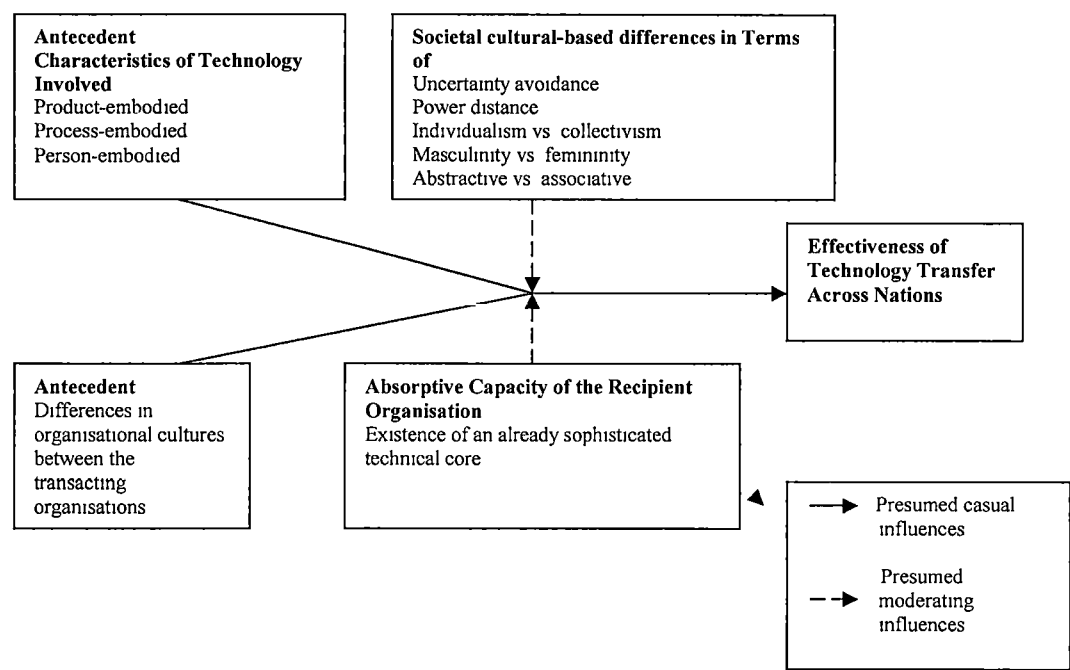 Antecedent
Characteristics of Technology
Involved
Product-embodied
Process-embodied
Person-embodied
Societal cultural-based differences in Terms
of
Uncertainty avoidance
Power distance
Individualism vs collectivism
Masculinity vs femininity
Abstractive vs associative
Effectiveness of
Technology Transfer
Across Nations
Antecedent
Differences in
organisational cultures
between the
transacting
organisations
Absorptive Capacity of the Recipient
Organisation
Existence of an already sophisticated
technical core
Presumed casual
influences
Presumed
moderating
influences